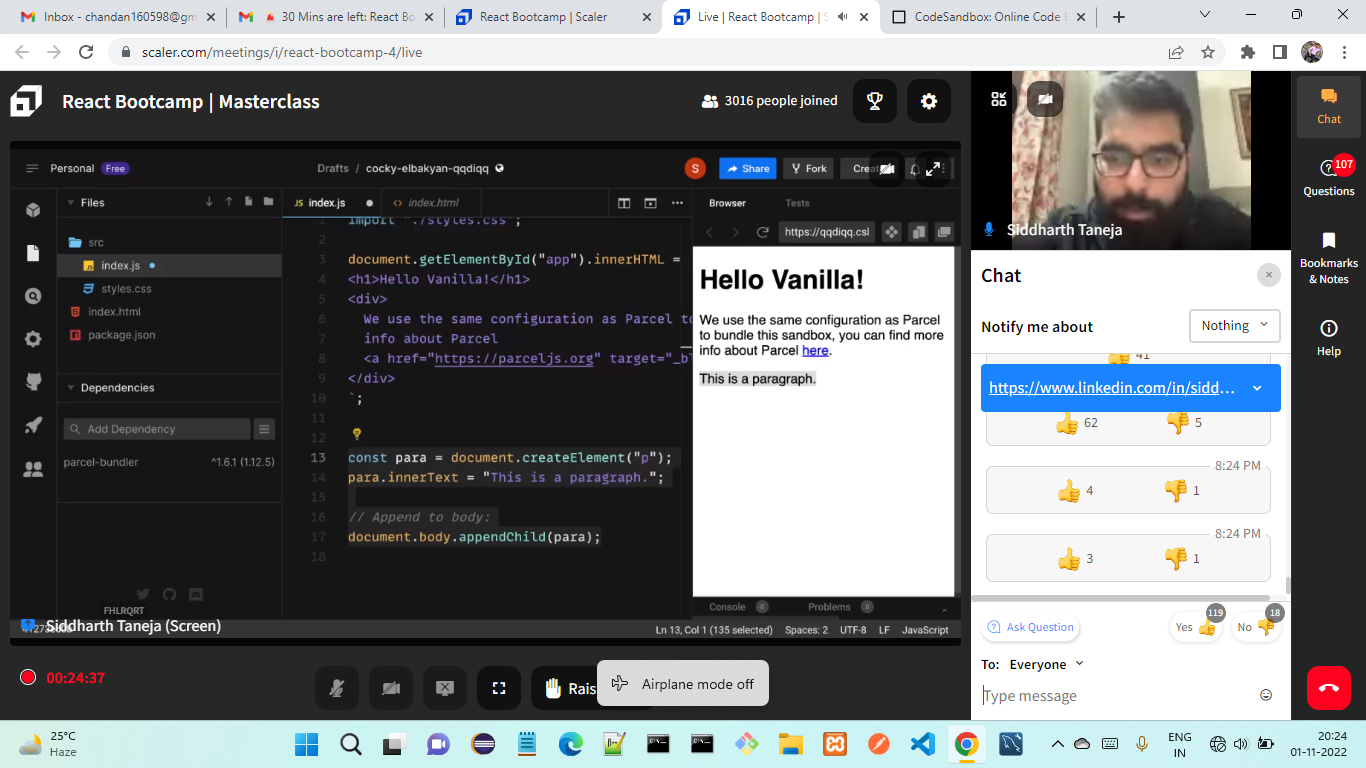 Inbox - chandan160598@gm
30 Mins are left: React Bo
React Bootcamp | Scaler
Live | React Bootcamp | S
CodeSandbox: Online Code E
scaler.com/meetings/i/react-bootcamp-4/live
React Bootcamp | Masterclass
3016 people joined
Personal Free
Drafts / cocky-elbakyan-qqdiqq
S
Share
Fork
Crea
Files
JS index.js
<> index.html
Browser
Tests
https://qqdiqq.csl
src
index.js
styles.css
index.html
package.json
Dependencies
Add Dependency
parcel-bundler ^1.6.1 (1.12.5)
1 import "./styles.css";
2
3 document.getElementById("app").innerHTML =
4 <h1>Hello Vanilla!</h1>
5 <div>
6 We use the same configuration as Parcel to
7 info about Parcel
8 <a href="https://parceljs.org" target="_bl
9 </div>
10 `;
11
12
13 const para = document.createElement("p");
14 para.innerText = "This is a paragraph.";
15
16 // Append to body:
17 document.body.appendChild(para);
18
Hello Vanilla!
We use the same configuration as Parcel
to bundle this sandbox, you can find more
info about Parcel here.
This is a paragraph.
Console 0
Problems 0
FHLRQRT
Siddharth Taneja (Screen)
Ln 13, Col 1 (135 selected) Spaces: 2 UTF-8 LF JavaScript
00:24:37
Rais
Airplane mode off
Siddharth Taneja
Chat
Notify me about
Nothing
41
https://www.linkedin.com/in/sidd...
62 5
8:24 PM
4 1
8:24 PM
3 1
Ask Question
Yes 119
No 18
To: Everyone
Type message
Chat
107
Questions
Bookmarks
& Notes
Help
25°C
Haze
ENG
IN
20:24
01-11-2022